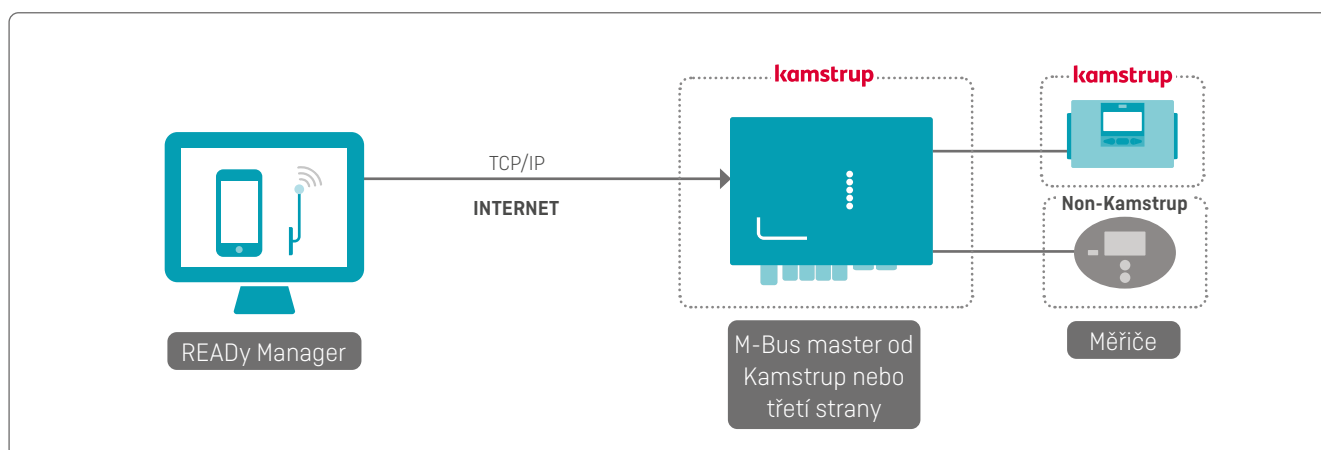 kamstrup
kamstrup
TCP/IP
INTERNET
Non-Kamstrup
READy Manager
M-Bus master od
Kamstrup nebo
třetí strany
Měřiče